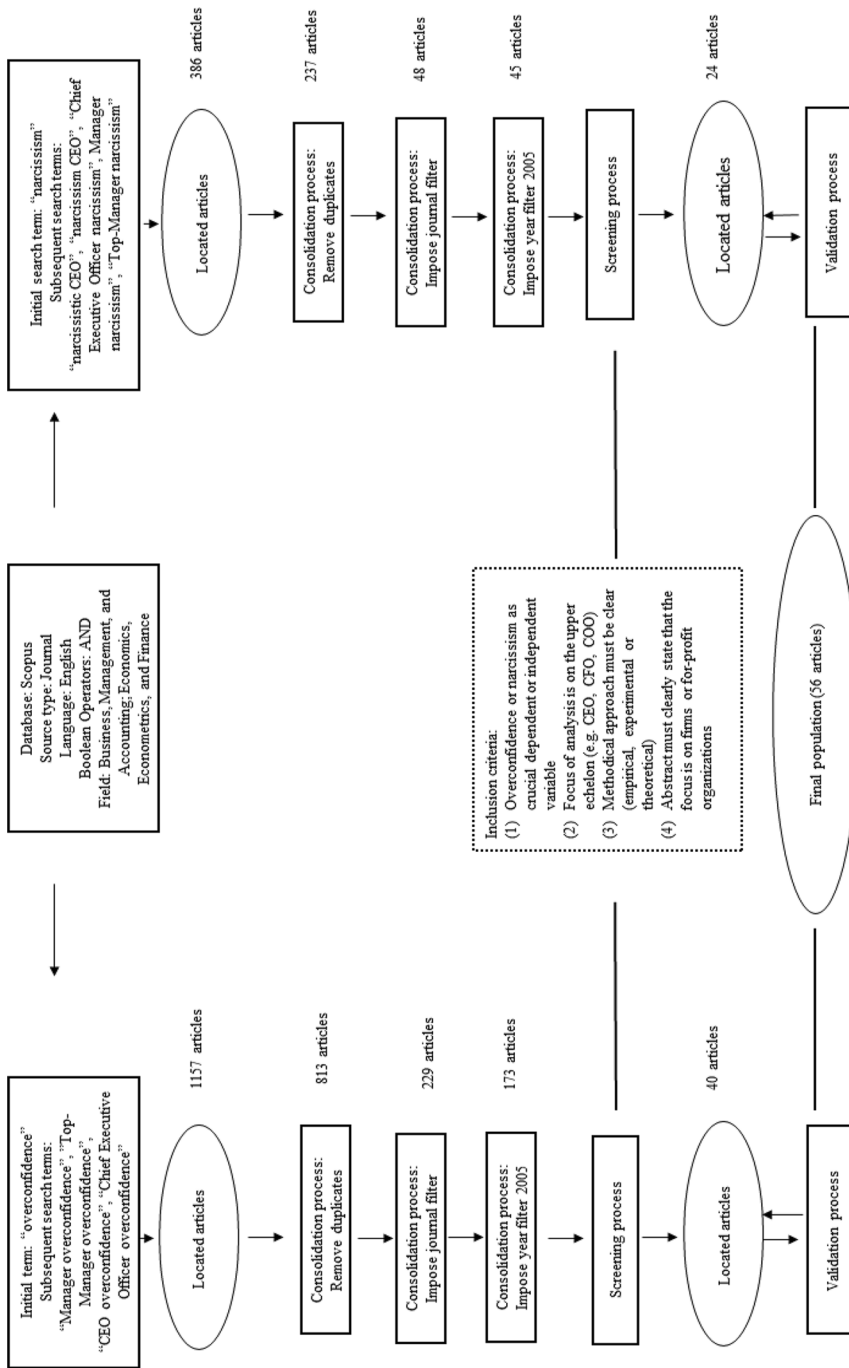 Initial term: “overconfidence”
Subsequent search terms:
“Manager overconfidence”, “Top-
Manager overconfidence”,
“CEO overconfidence”, “Chief Executive
Officer overconfidence”
Located articles
1157 articles
Consolidation process:
Remove duplicates
813 articles
Consolidation process:
Impose journal filter
229 articles
Consolidation process:
Impose year filter 2005
173 articles
Screening process
Located articles
40 articles
Validation process
Database: Scopus
Source type: Journal
Language: English
Boolean Operators: AND
Field: Business, Management, and
Accounting; Economics,
Econometrics, and Finance
Inclusion criteria:
(1) Overconfidence or narcissism as
crucial dependent or independent
variable
(2) Focus of analysis is on the upper
echelon (e.g. CEO, CFO, COO)
(3) Methodical approach must be clear
(empirical, experimental or
theoretical)
(4) Abstract must clearly state that the
focus is on firms or for-profit
organizations
Final population (56 articles)
Initial search term: “narcissism”
Subsequent search terms:
“narcissistic CEO”, “narcissism CEO”, “Chief
Executive Officer narcissism”, Manager
narcissism”, “Top-Manager narcissism”
Located articles
386 articles
Consolidation process:
Remove duplicates
237 articles
Consolidation process:
Impose journal filter
48 articles
Consolidation process:
Impose year filter 2005
45 articles
Screening process
Located articles
24 articles
Validation process